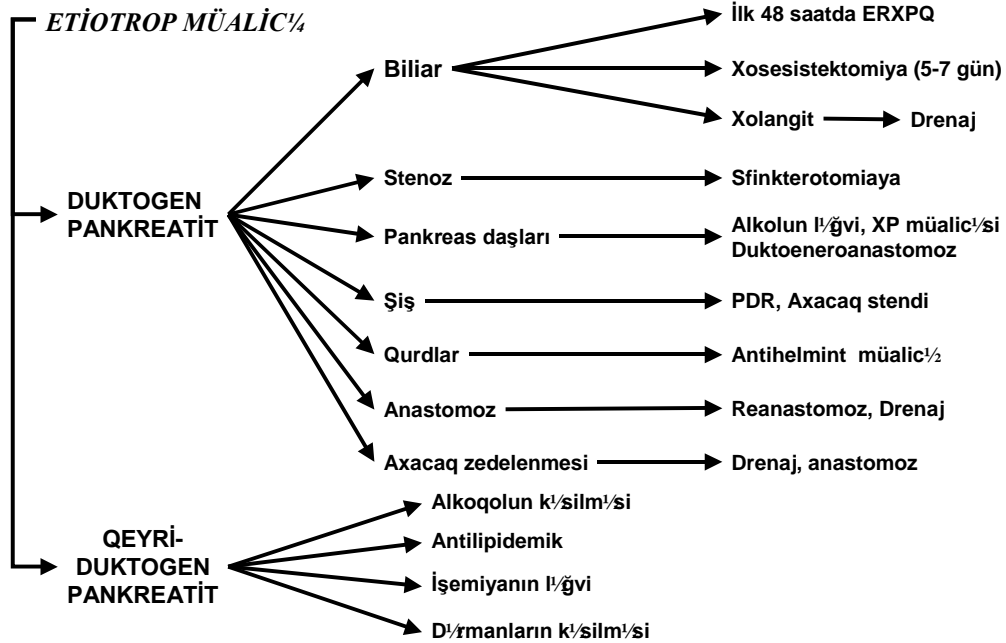 ETİOTROP MÜALİC¼
DUKTOGEN
PANKREATİT
Biliar
İlk 48 saatda ERXPQ
Xosesistektomiya (5-7 gün)
Xolangit
Drenaj
Stenoz
Sfinkterotomiaya
Pankreas daşları
Alkolun l½ğvi, XP müalic½si
Duktoeneroanastomoz
Şiş
PDR, Axacaq stendi
Qurdlar
Antihelmint müalic½
Anastomoz
Reanastomoz, Drenaj
Axacaq zedelenmesi
Drenaj, anastomoz
QEYRİ-
DUKTOGEN
PANKREATİT
Alkoqolun k½silm½si
Antilipidemik
İşemiyanın l½ğvi
D½rmanların k½silm½si